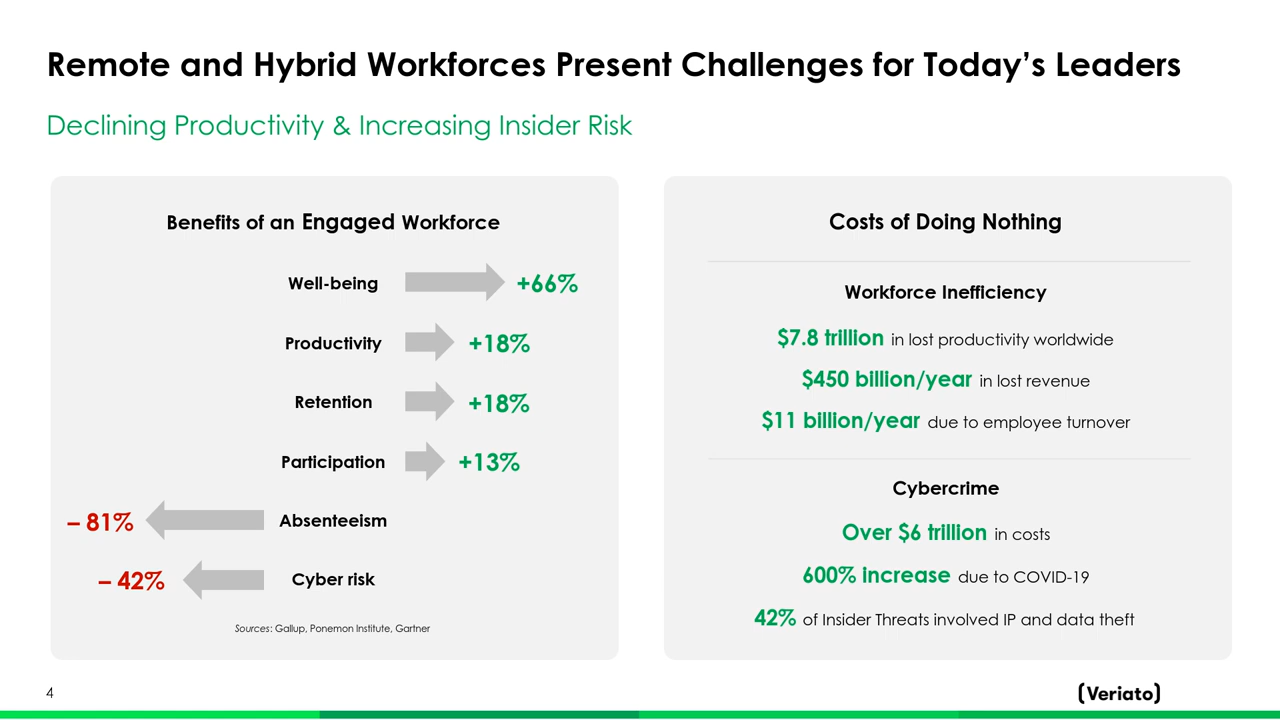 Remote and Hybrid Workforces Present Challenges for Today’s Leaders
Declining Productivity & Increasing Insider Risk
Benefits of an Engaged Workforce
Well-being +66%
Productivity +18%
Retention +18%
Participation +13%
– 81% Absenteeism
– 42% Cyber risk
Sources: Gallup, Ponemon Institute, Gartner
Costs of Doing Nothing
Workforce Inefficiency
$7.8 trillion in lost productivity worldwide
$450 billion/year in lost revenue
$11 billion/year due to employee turnover
Cybercrime
Over $6 trillion in costs
600% increase due to COVID-19
42% of Insider Threats involved IP and data theft
4
(Veriato)